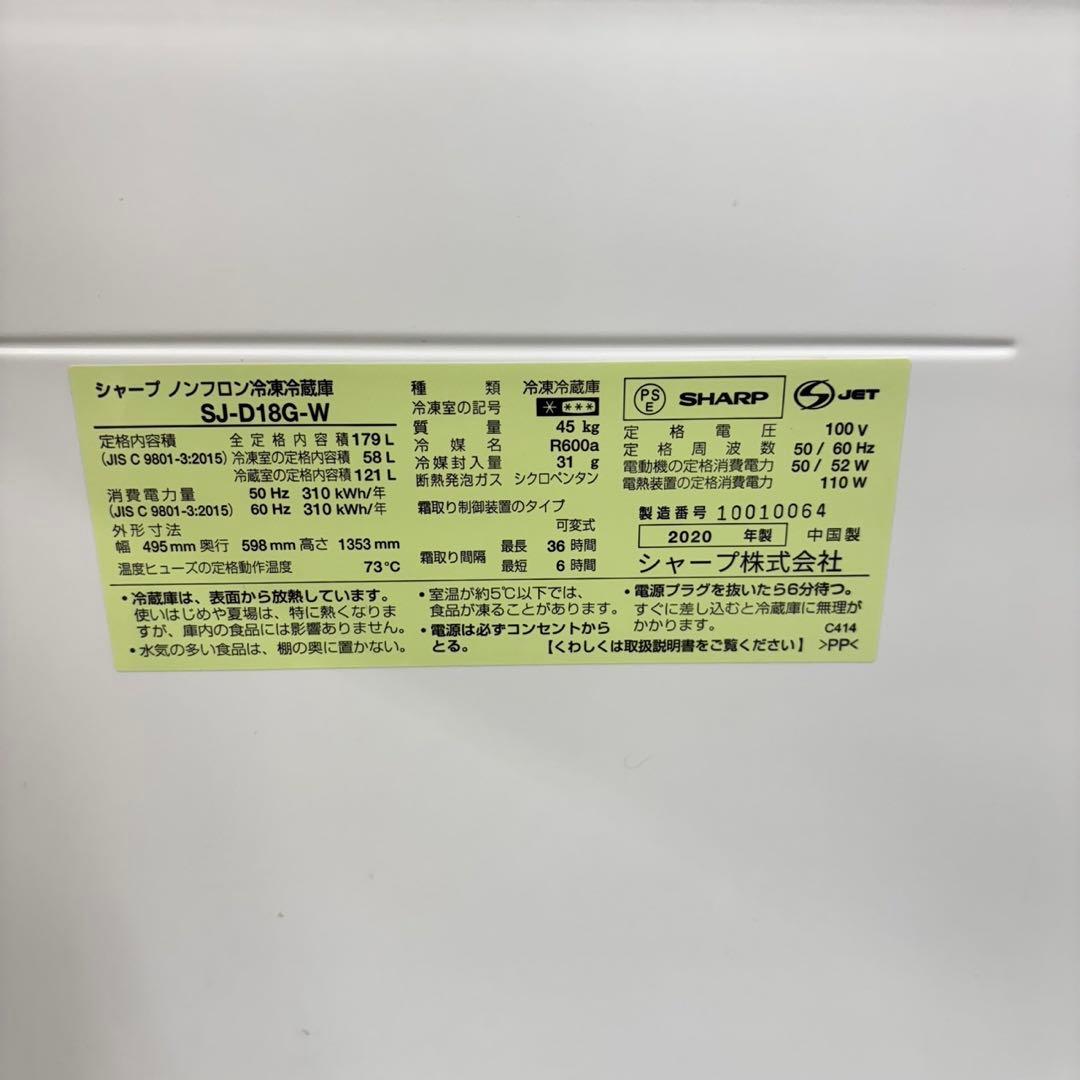 シャープ ノンフロン冷凍冷蔵庫
SJ-D18G-W
定格内容積 全定格内容積 179 L
(JIS C 9801-3:2015) 冷凍室の定格内容積 58 L
冷蔵室の定格内容積 121 L
消費電力量 50 Hz 310 kWh/年
(JIS C 9801-3:2015) 60 Hz 310 kWh/年
外形寸法
幅 495 mm 奥行 598 mm 高さ 1353 mm
温度ヒューズの定格動作温度 73℃
種類 冷凍冷蔵庫
冷凍室の記号 * ***
質量 45 kg
冷媒名 R600a
冷媒封入量 31 g
断熱発泡ガス シクロペンタン
霜取り制御装置のタイプ
可変式
霜取り間隔 最長 36 時間
最短 6 時間
PSE SHARP
S JET
定格電圧 100 V
定格周波数 50 / 60 Hz
電動機の定格消費電力 50 / 52 W
電熱装置の定格消費電力 110 W
製造番号 10010064
2020 年製 中国製
シャープ株式会社
・冷蔵庫は、表面から放熱しています。
使いはじめや夏場は、特に熱くなりま
すが、庫内の食品には影響ありません。
・水気の多い食品は、棚の奥に置かない。
・室温が約5℃以下では、
食品が凍ることがあります。
・電源は必ずコンセントから
とる。
・電源プラグを抜いたら6分待つ。
すぐに差し込むと冷蔵庫に無理が
かかります。
C414
【くわしくは取扱説明書をご覧ください】 >PP<